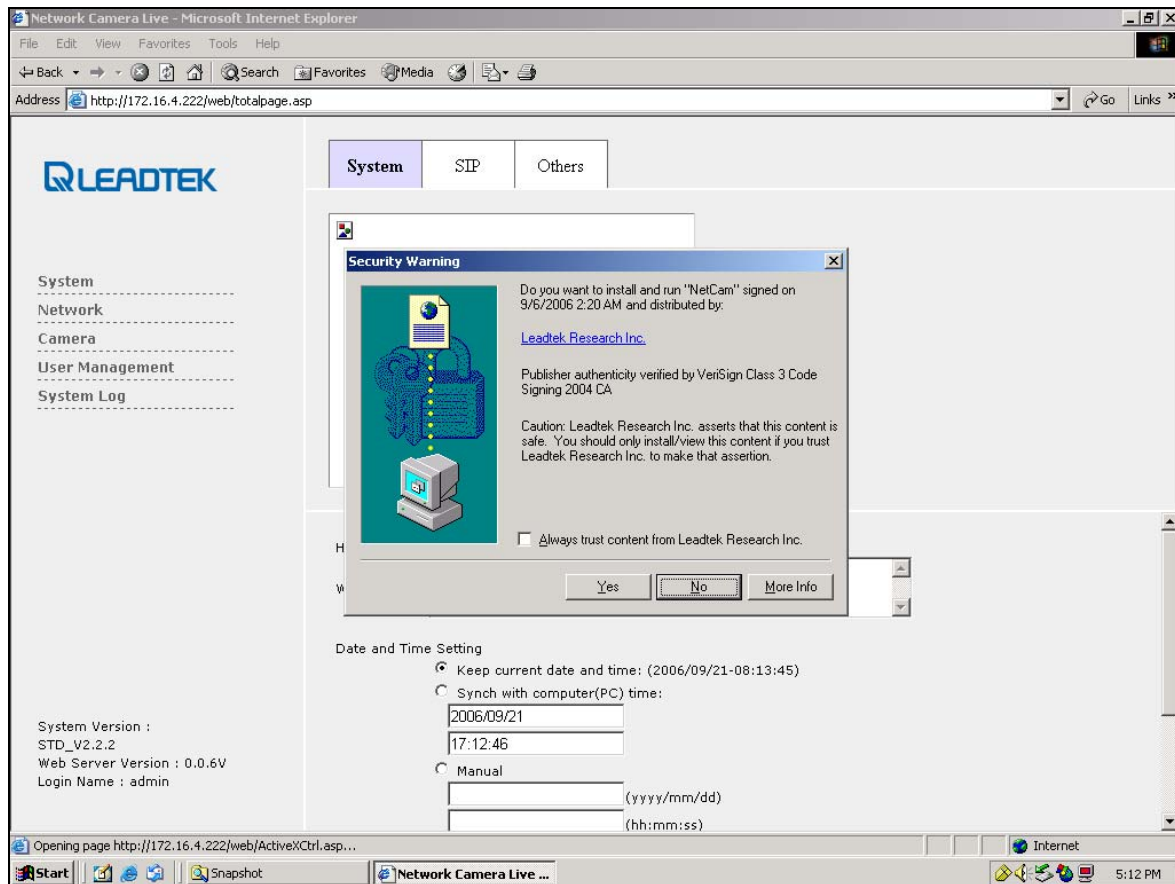 Network Camera Live - Microsoft Internet Explorer
File Edit View Favorites Tools Help
Back Search Favorites Media
Address http://172.16.4.222/web/totalpage.asp Go Links »
LEADTEK
System SIP Others
System
Network
Camera
User Management
System Log
Security Warning
Do you want to install and run "NetCam" signed on
9/6/2006 2:20 AM and distributed by:
Leadtek Research Inc.
Publisher authenticity verified by VeriSign Class 3 Code
Signing 2004 CA
Caution: Leadtek Research Inc. asserts that this content is
safe. You should only install/view this content if you trust
Leadtek Research Inc. to make that assertion.
Always trust content from Leadtek Research Inc.
Yes No More Info
Date and Time Setting
Keep current date and time: (2006/09/21-08:13:45)
Synch with computer(PC) time:
2006/09/21
17:12:46
Manual
(yyyy/mm/dd)
(hh:mm:ss)
System Version :
STD_V2.2.2
Web Server Version : 0.0.6V
Login Name : admin
Opening page http://172.16.4.222/web/ActiveXCtrl.asp... Internet
Start Snapshot Network Camera Live ... 5:12 PM